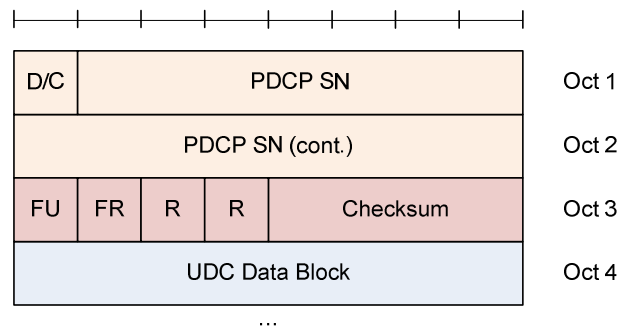 D/C PDCP SN Oct 1
PDCP SN (cont.) Oct 2
FU FR R R Checksum Oct 3
UDC Data Block Oct 4
...